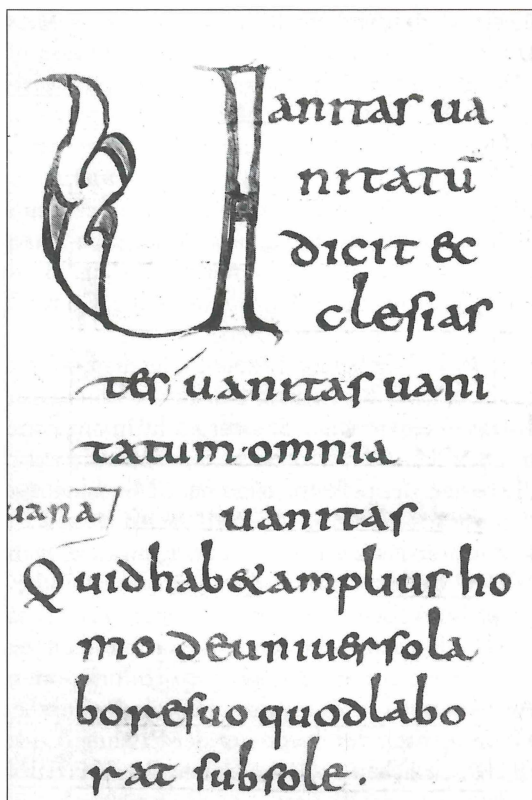 Uanitas ua
nitatū
dicit &c
clesias
tes uanitas uani
tatum omnia
uana uanitas
Quid hab& amplius ho
mo de uniuerso la
bore suo quod labo
rat sub sole